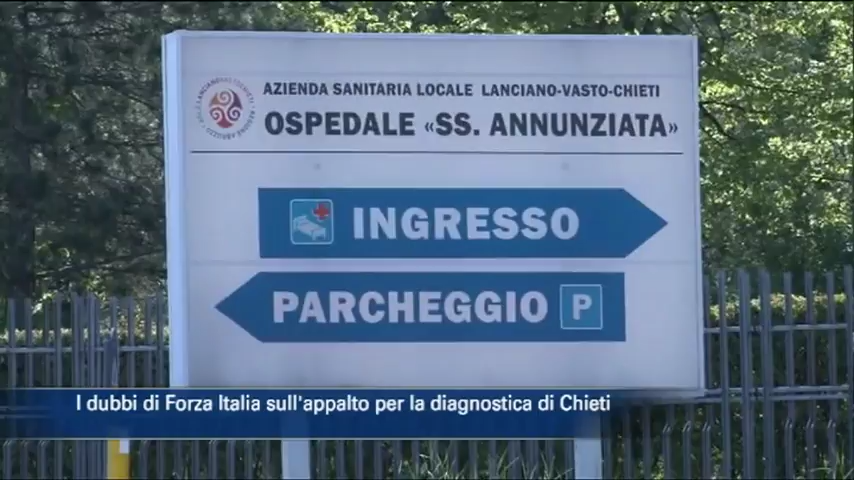 AZIENDA SANITARIA LOCALE LANCIANO-VASTO-CHIETI
OSPEDALE «SS. ANNUNZIATA»
INGRESSO
PARCHEGGIO P
I dubbi di Forza Italia sull'appalto per la diagnostica di Chieti